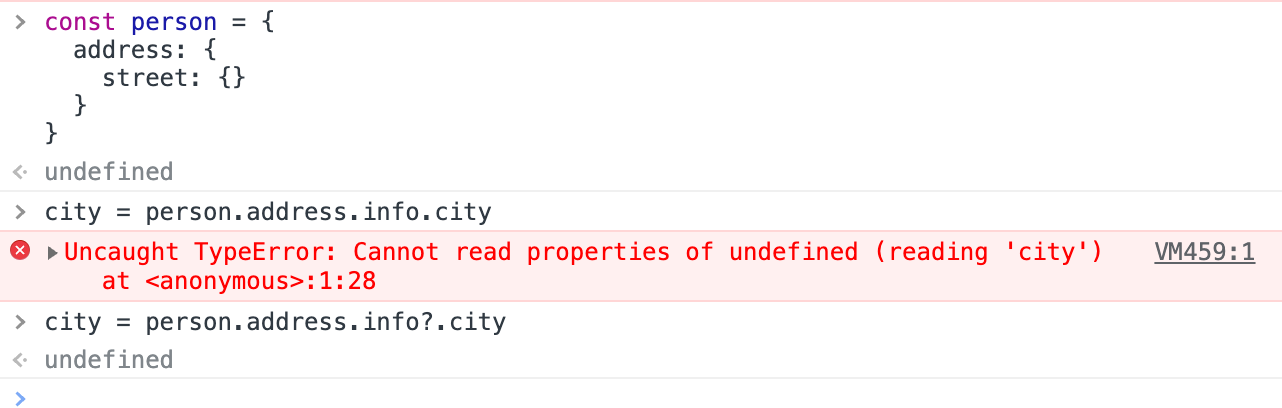 > const person = {
address: {
street: {}
}
}
undefined
> city = person.address.info.city
Uncaught TypeError: Cannot read properties of undefined (reading 'city') VM459:1
at <anonymous>:1:28
> city = person.address.info?.city
undefined
>